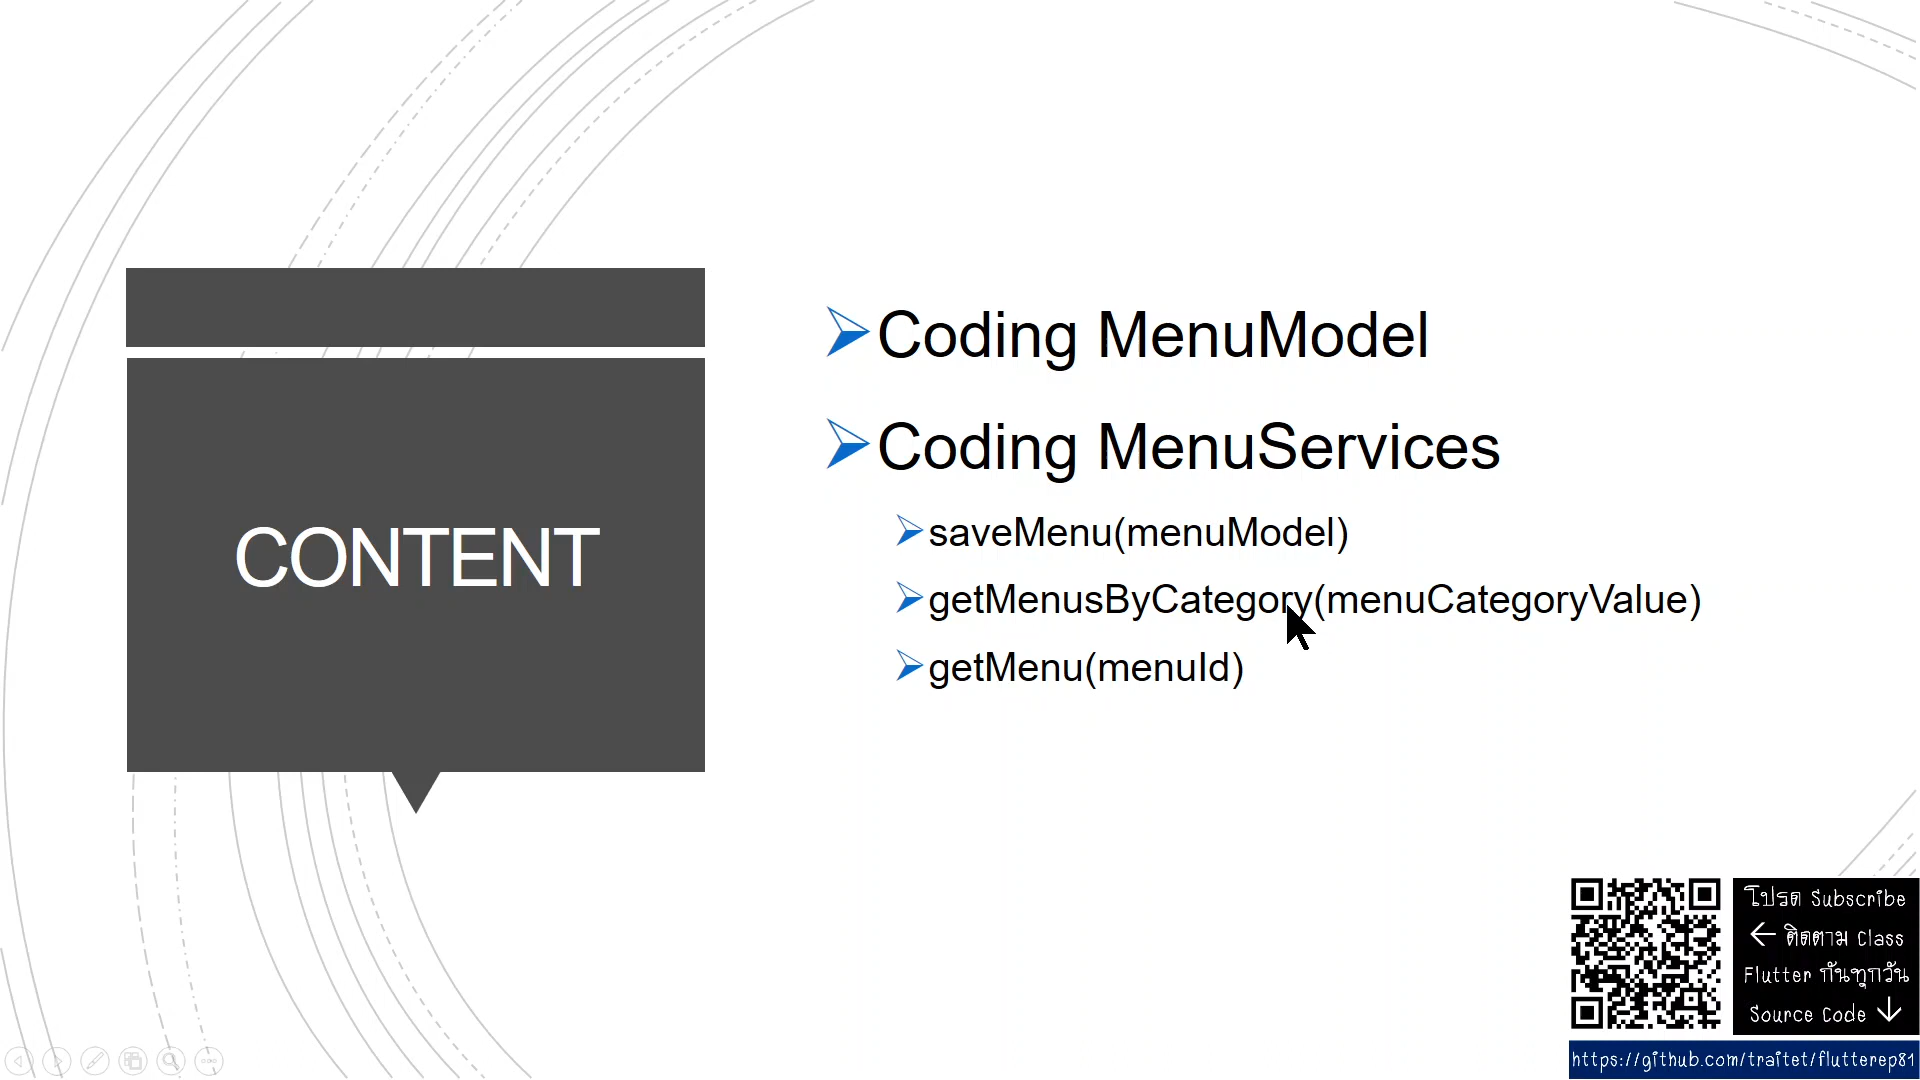 CONTENT
Coding MenuModel
Coding MenuServices
saveMenu(menuModel)
getMenusByCategory(menuCategoryValue)
getMenu(menuId)
โปรด Subscribe
← ติดตาม Class
Flutter กันทุกวัน
Source Code ↓
https://github.com/traitet/flutterep81